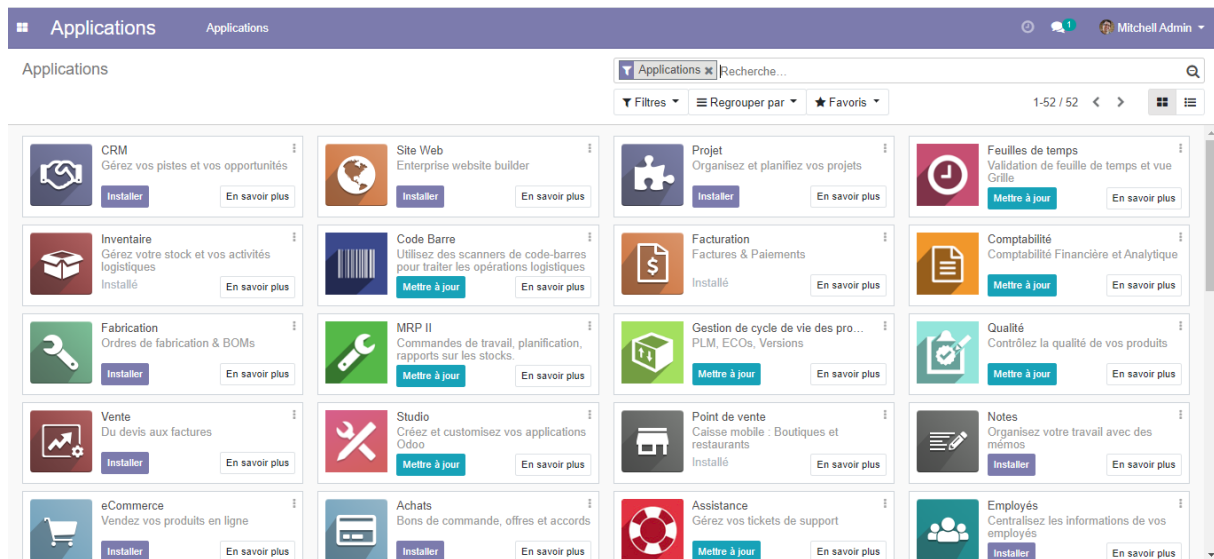 Applications Applications 1 Mitchell Admin
Applications
Applications Recherche...
Filtres Regrouper par Favoris 1-52 / 52
CRM
Gérez vos pistes et vos opportunités
Installer En savoir plus
Site Web
Enterprise website builder
Installer En savoir plus
Projet
Organisez et planifiez vos projets
Installer En savoir plus
Feuilles de temps
Validation de feuille de temps et vue
Grille
Mettre à jour En savoir plus
Inventaire
Gérez votre stock et vos activités
logistiques
Installé En savoir plus
Code Barre
Utilisez des scanners de code-barres
pour traiter les opérations logistiques
Mettre à jour En savoir plus
Facturation
Factures & Paiements
Installé En savoir plus
Comptabilité
Comptabilité Financière et Analytique
Mettre à jour En savoir plus
Fabrication
Ordres de fabrication & BOMs
Installer En savoir plus
MRP II
Commandes de travail, planification,
rapports sur les stocks.
Mettre à jour En savoir plus
Gestion de cycle de vie des pro...
PLM, ECOs, Versions
Mettre à jour En savoir plus
Qualité
Contrôlez la qualité de vos produits
Mettre à jour En savoir plus
Vente
Du devis aux factures
Installer En savoir plus
Studio
Créez et customisez vos applications
Odoo
Mettre à jour En savoir plus
Point de vente
Caisse mobile : Boutiques et
restaurants
Installé En savoir plus
Notes
Organisez votre travail avec des
mémos
Installer En savoir plus
eCommerce
Vendez vos produits en ligne
Installer En savoir plus
Achats
Bons de commande, offres et accords
Installer En savoir plus
Assistance
Gérez vos tickets de support
Mettre à jour En savoir plus
Employés
Centralisez les informations de vos
employés
Installer En savoir plus